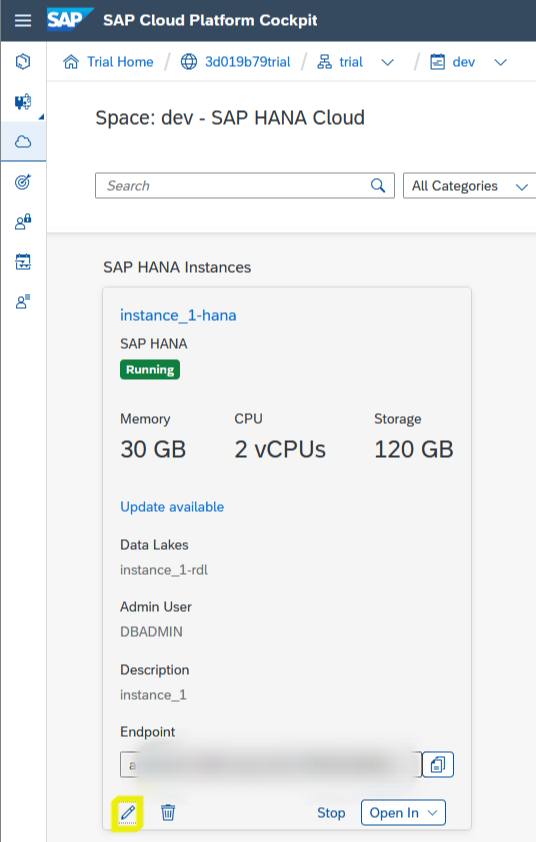 SAP SAP Cloud Platform Cockpit
Trial Home / 3d019b79trial / trial / dev
Space: dev - SAP HANA Cloud
Search All Categories
SAP HANA Instances
instance_1-hana
SAP HANA
Running
Memory CPU Storage
30 GB 2 vCPUs 120 GB
Update available
Data Lakes
instance_1-rdl
Admin User
DBADMIN
Description
instance_1
Endpoint
a
Stop Open In